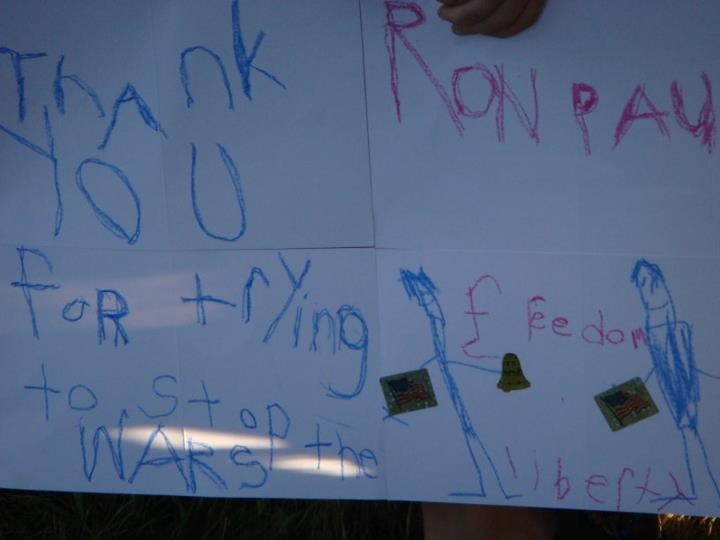 ThAnk
YOU
RON PAU
For trying
to stop
WARS the
freedom
liberty